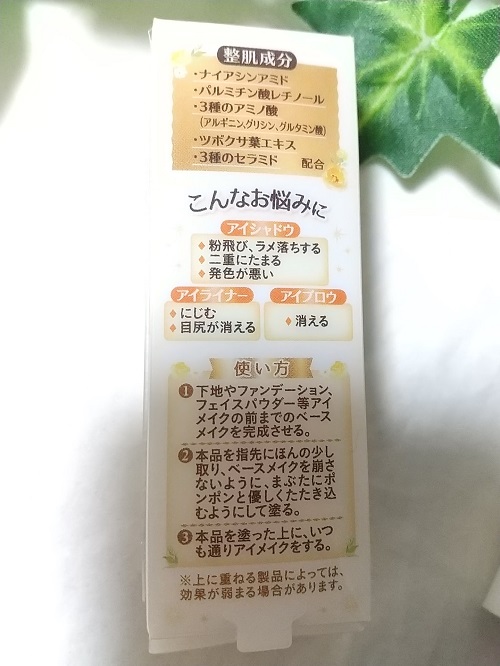 整肌成分
・ナイアシンアミド
・パルミチン酸レチノール
・3種のアミノ酸
(アルギニン,グリシン、グルタミン酸)
・ツボクサ葉エキス
・3種のセラミド 配合
こんなお悩みに
アイシャドウ
♦粉飛び、ラメ落ちする
♦二重にたまる
♦発色が悪い
アイライナー
♦にじむ
♦目尻が消える
アイブロウ
♦消える
使い方
❶下地やファンデーション、
フェイスパウダー等アイ
メイクの前までのベース
メイクを完成させる。
❷本品を指先にほんの少し
取り、ベースメイクを崩さ
ないように、まぶたにポ
ンポンと優しくたたき込
むようにして塗る。
❸本品を塗った上に、いつ
も通りアイメイクをする。
※上に重ねる製品によっては、
効果が弱まる場合があります。